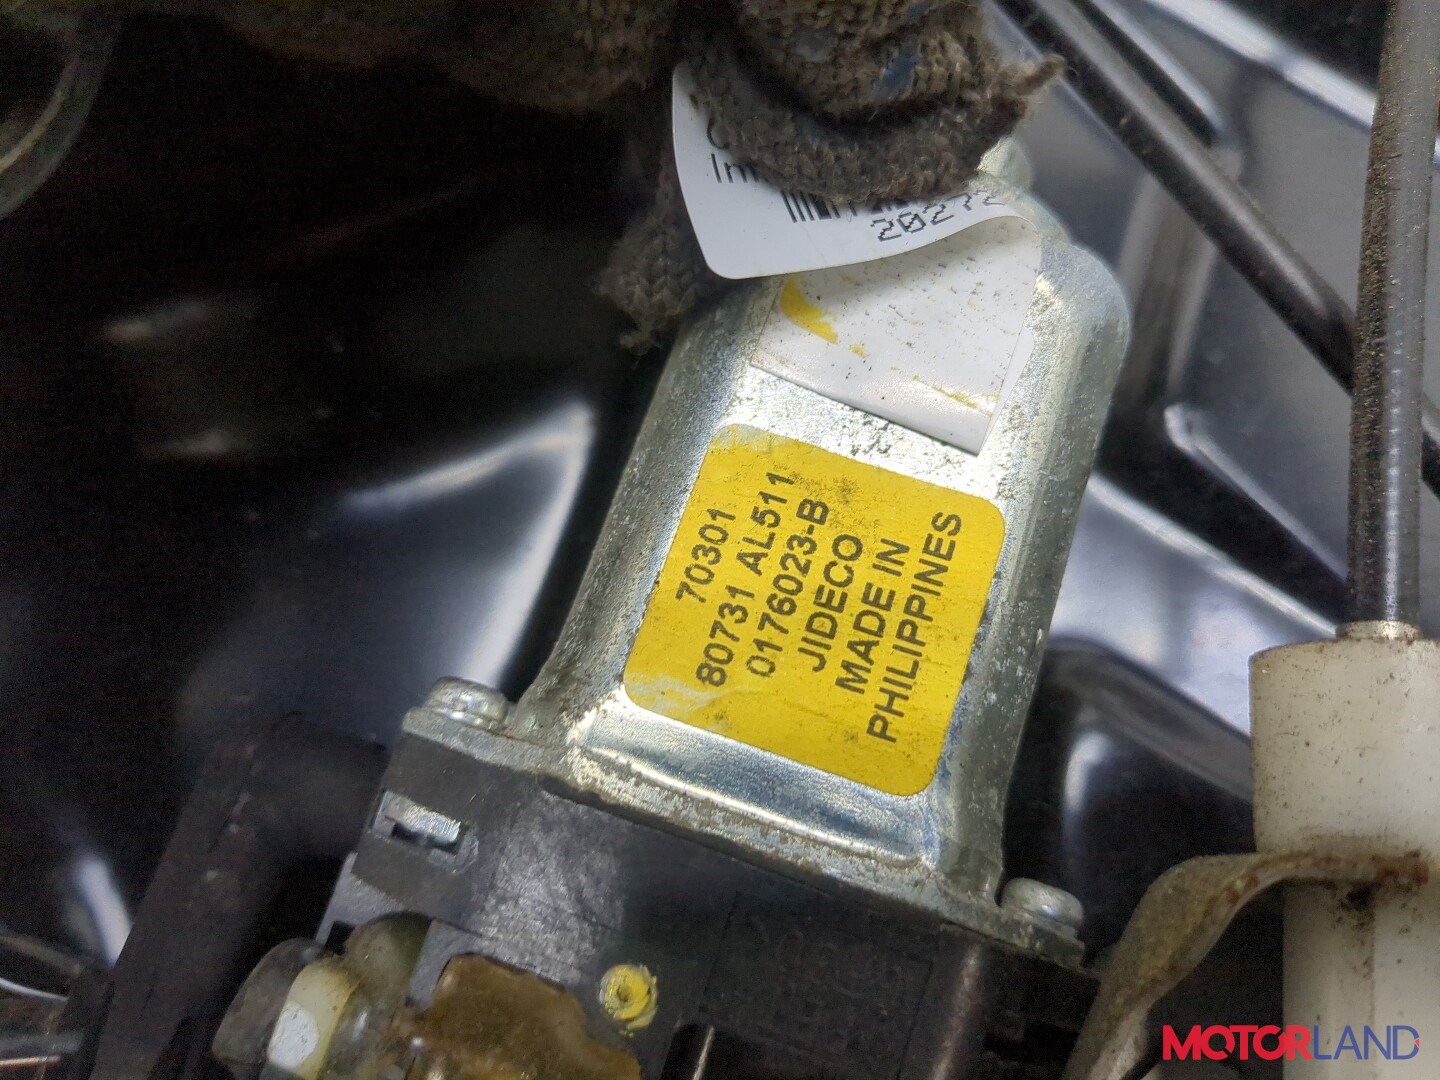 20272
70301
80731 AL511
0176023-B
JIDECO
MADE IN
PHILIPPINES
MOTORLAND